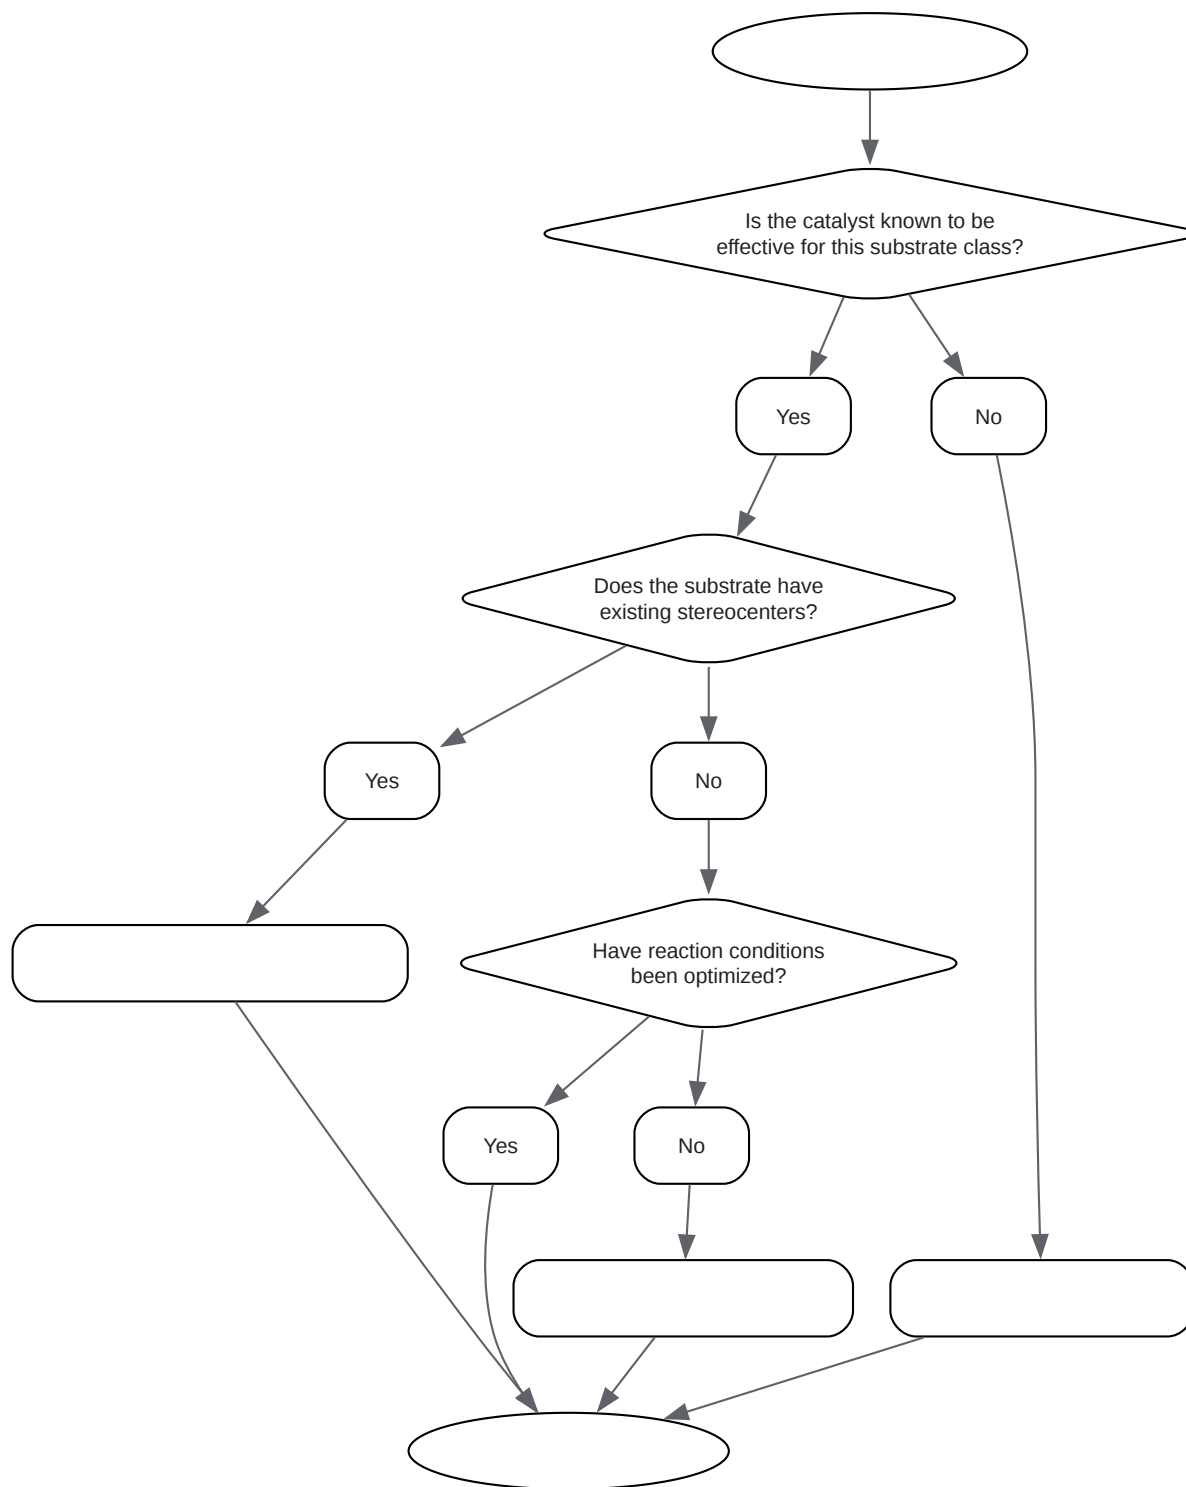 Is the catalyst known to be
effective for this substrate class?
Yes
No
Does the substrate have
existing stereocenters?
Yes
No
Have reaction conditions
been optimized?
Yes
No